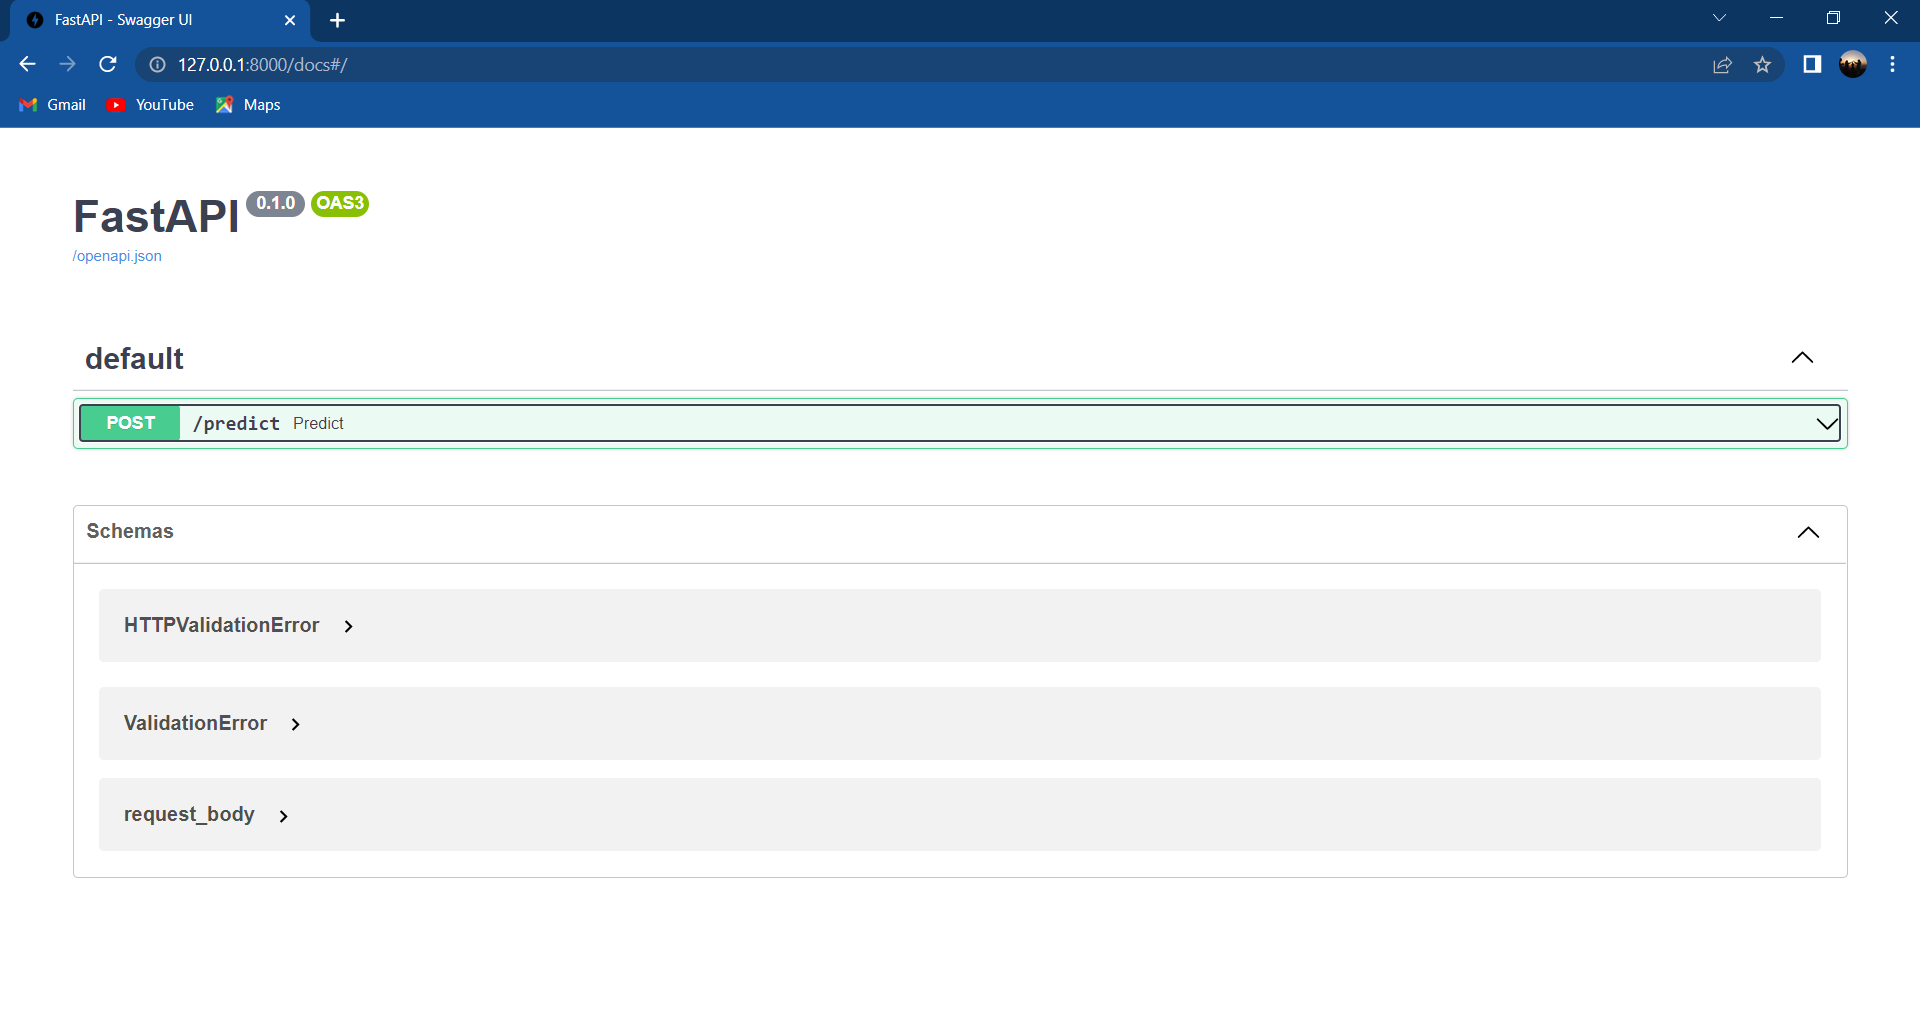 FastAPI - Swagger UI
127.0.0.1:8000/docs#/
Gmail YouTube Maps
FastAPI 0.1.0 OAS3
/openapi.json
default
POST /predict Predict
Schemas
HTTPValidationError
ValidationError
request_body